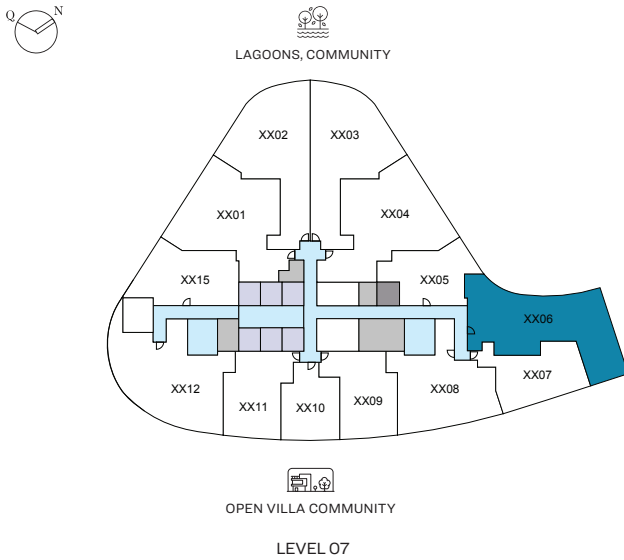 Q N
LAGOONS, COMMUNITY
XX02 XX03
XX01 XX04
XX15 XX05
XX06
XX12 XX11 XX10 XX09 XX08 XX07
OPEN VILLA COMMUNITY
LEVEL 07